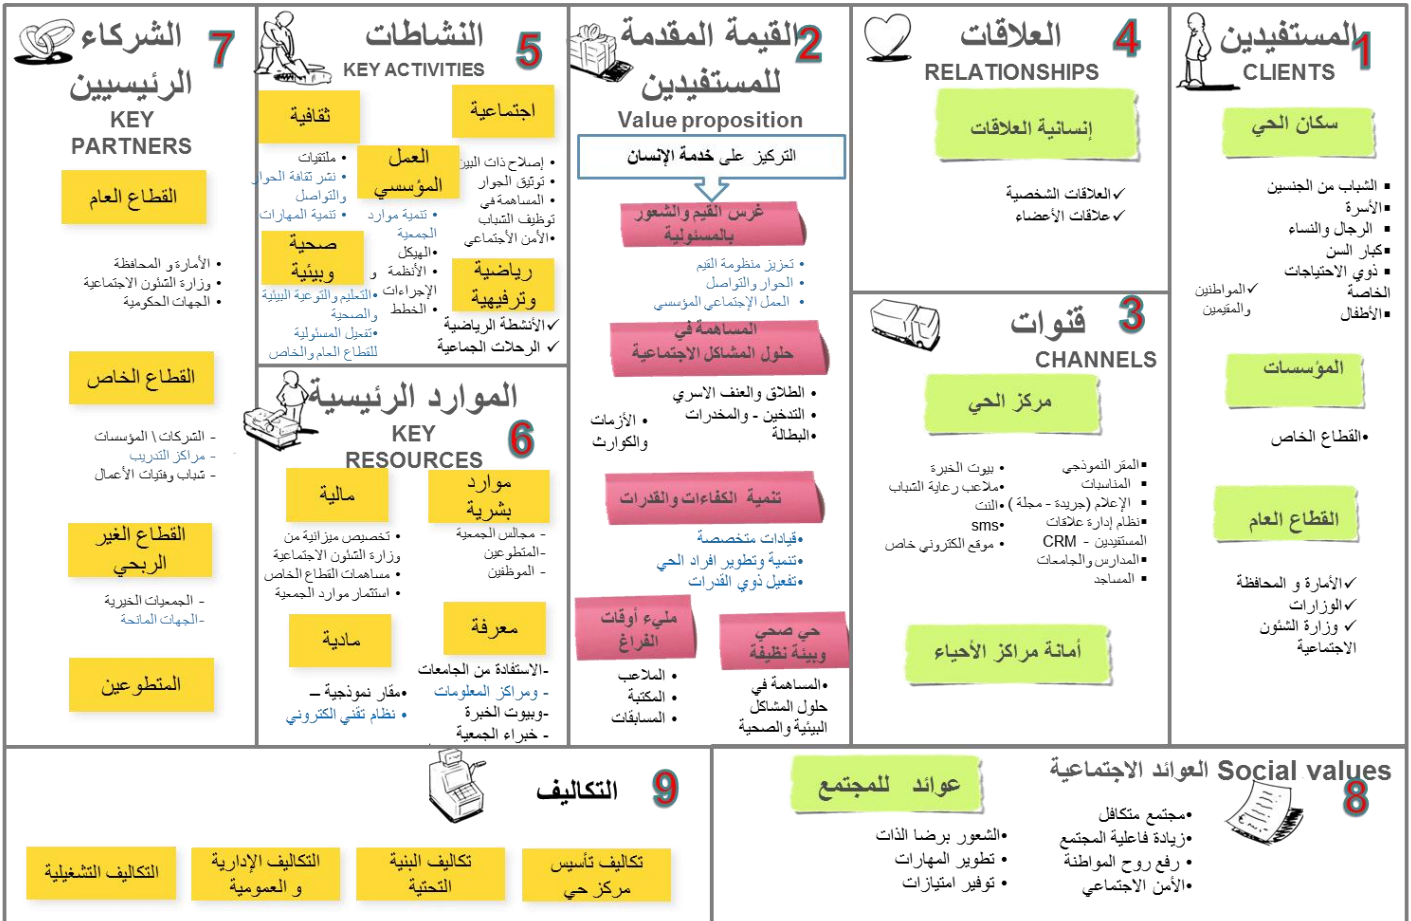 المستفيدين
1
CLIENTS
سكان الحي
▪ الشباب من الجنسين
▪الأسرة
▪ الرجال والنساء
▪كبار السن
▪ ذوي الاحتياجات
الخاصة
▪الأطفال
✓المواطنين
والمقيمين
المؤسسات
•القطاع الخاص
القطاع العام
✓الأمارة و المحافظة
✓الوزارات
✓ وزارة الشئون
الاجتماعية
العلاقات
4
RELATIONSHIPS
إنسانية العلاقات
✓العلاقات الشخصية
✓علاقات الأعضاء
قنوات
3
CHANNELS
مركز الحي
▪المقر النموذجي
▪ المناسبات
▪ الإعلام (جريدة - مجلة )
▪نظام إدارة علاقات
المستفيدين - CRM
▪المدارس والجامعات
▪ المساجد
• بيوت الخبرة
•ملاعب رعاية الشباب
•النت
•sms
• موقع الكتروني خاص
أمانة مراكز الأحياء
القيمة المقدمة
2
للمستفيدين
Value proposition
التركيز على خدمة الإنسان
غرس القيم والشعور
بالمسئولية
• تعزيز منظومة القيم
• الحوار والتواصل
• العمل الإجتماعي المؤسسي
المساهمة في
حلول المشاكل الاجتماعية
• الطلاق والعنف الاسري
• التدخين - والمخدرات
•البطالة
• الأزمات
والكوارث
تنمية الكفاءات والقدرات
•قيادات متخصصة
•تنمية وتطوير افراد الحي
•تفعيل ذوي القدرات
حي صحي
وبيئة نظيفة
•المساهمة في
حلول المشاكل
البيئية والصحية
مليء أوقات
الفراغ
• الملاعب
• المكتبة
• المسابقات
النشاطات
5
KEY ACTIVITIES
اجتماعية
• إصلاح ذات البين
• توثيق الجوار
• المساهمة في
توظيف الشباب
•الأمن الأجتماعي
ثقافية
• ملتقيات
• نشر ثقافة الحوار
والتواصل
• تنمية المهارات
العمل
المؤسسي
• تنمية موارد
الجمعية
•الهيكل
• الأنظمة و
الإجراءات
• الخطط
صحية
وبيئية
•التعليم والتوعية البيئية
والصحية
•تفعيل المسئولية
للقطاع العام والخاص
رياضية
وترفيهية
✓الأنشطة الرياضية
✓ الرحلات الجماعية
الموارد الرئيسية
KEY
RESOURCES
6
موارد
بشرية
- مجالس الجمعية
-المتطوعين
- الموظفين
مالية
• تخصيص ميزانية من
وزارة الشئون الاجتماعية
• مساهمات القطاع الخاص
• استثمار موارد الجمعية
معرفة
-الاستفادة من الجامعات
- ومراكز المعلومات
-وبيوت الخبرة
- خبراء الجمعية
مادية
•مقار نموذجية –
• نظام تقني الكتروني
الشركاء
7
الرئيسيين
KEY
PARTNERS
القطاع العام
• الأمارة و المحافظة
• وزارة الشئون الاجتماعية
• الجهات الحكومية
القطاع الخاص
- الشركات \ المؤسسات
- مراكز التدريب
- شباب وفتيات الأعمال
القطاع الغير
الربحي
- الجمعيات الخيرية
-الجهات المانحة
المتطوعين
Social values العوائد الاجتماعية
8
عوائد للمجتمع
•مجتمع متكافل
•زيادة فاعلية المجتمع
• رفع روح المواطنة
•الأمن الاجتماعي
•الشعور برضا الذات
• تطوير المهارات
• توفير امتيازات
التكاليف
9
تكاليف تأسيس
مركز حي
تكاليف البنية
التحتية
التكاليف الإدارية
و العمومية
التكاليف التشغيلية